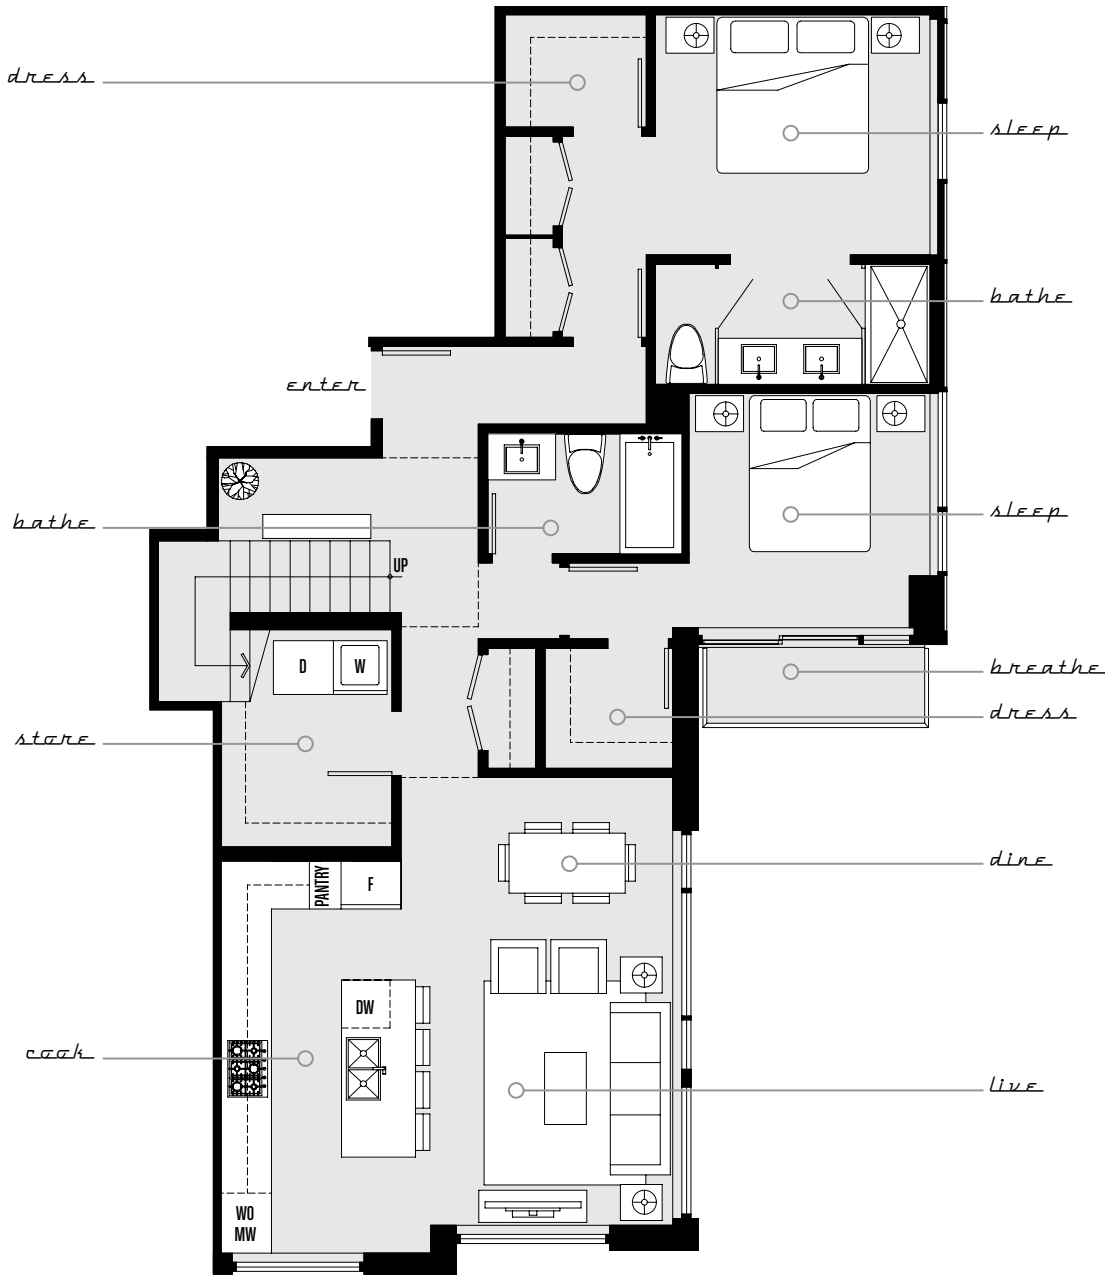 dress
sleep
bathe
enter
sleep
bathe
UP
D
W
breathe
dress
store
dine
PANTRY
F
DW
cook
live
WO
MW